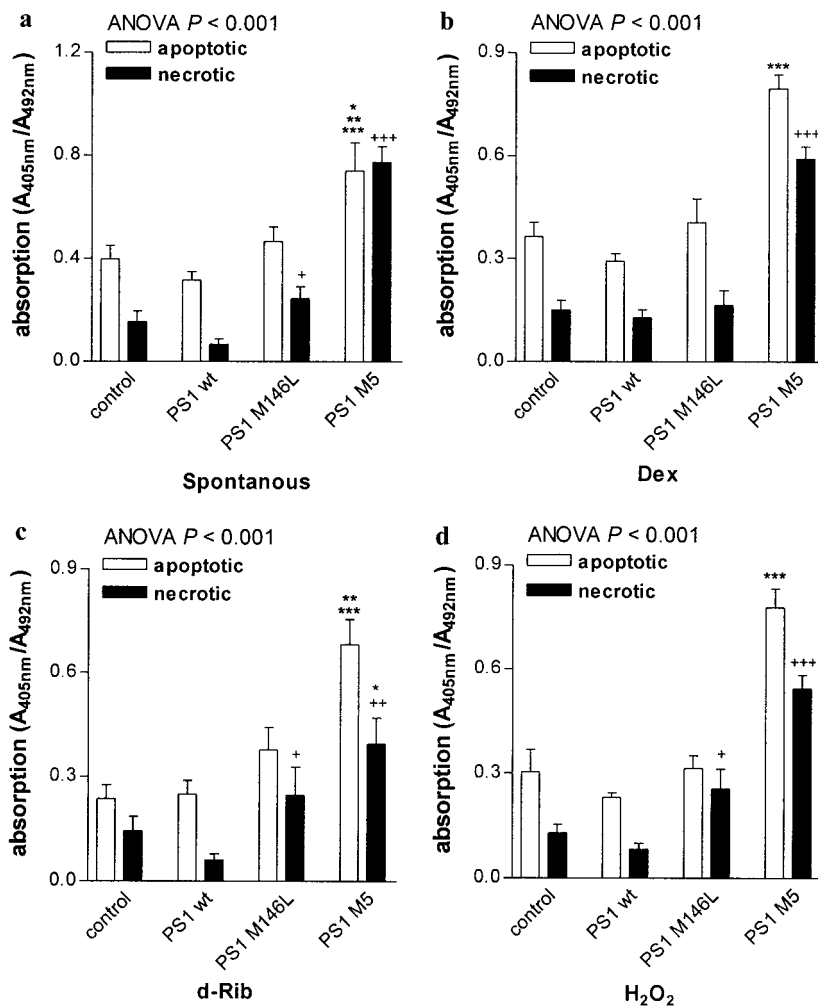 a
ANOVA P < 0.001
apoptotic
necrotic
absorption (A405nm/A492nm)
1.2
0.8
0.4
0.0
+
*
**
***
+++
control
PS1 wt
PS1 M146L
PS1 M5
Spontanous
b
ANOVA P < 0.001
apoptotic
necrotic
absorption (A405nm/A492nm)
0.9
0.6
0.3
0.0
***
+++
control
PS1 wt
PS1 M146L
PS1 M5
Dex
c
ANOVA P < 0.001
apoptotic
necrotic
absorption (A405nm/A492nm)
0.9
0.6
0.3
0.0
+
**
***
*
++
control
PS1 wt
PS1 M146L
PS1 M5
d-Rib
d
ANOVA P < 0.001
apoptotic
necrotic
absorption (A405nm/A492nm)
0.9
0.6
0.3
0.0
+
***
+++
control
PS1 wt
PS1 M146L
PS1 M5
H2O2